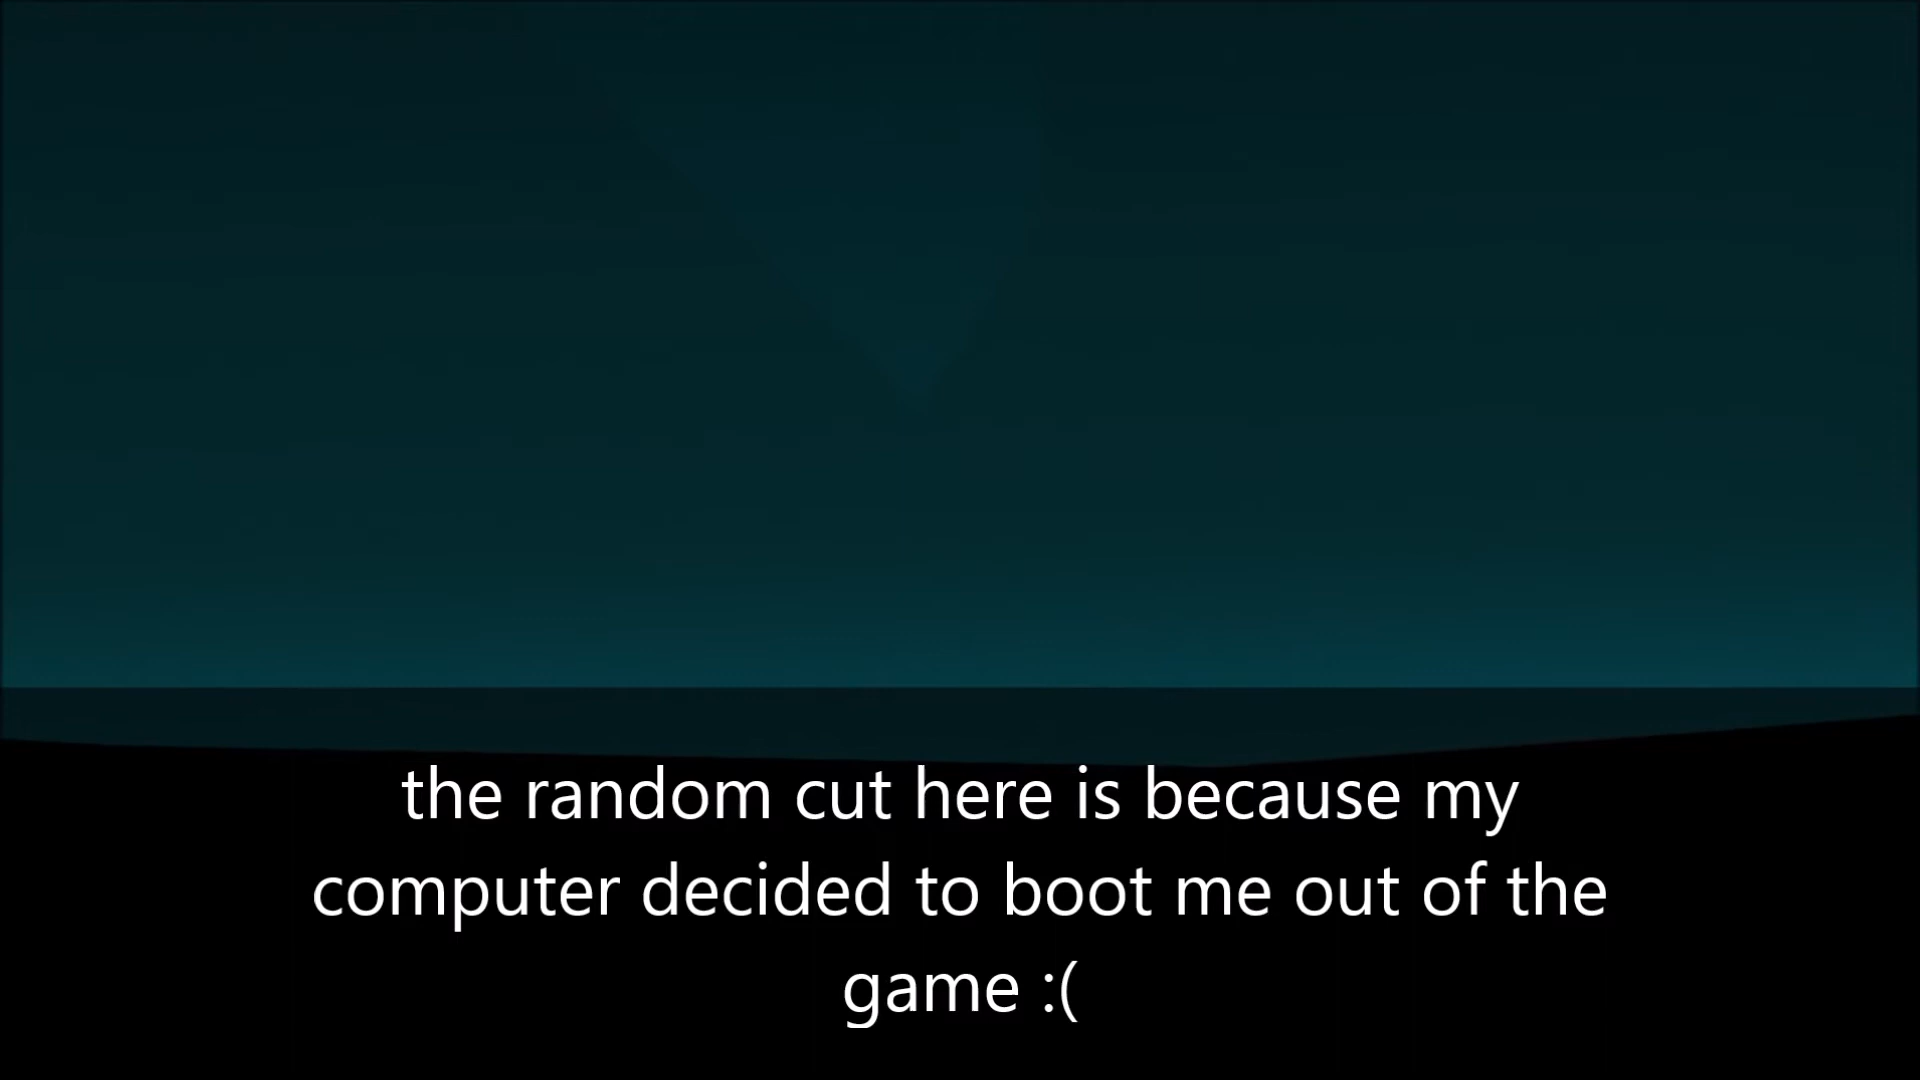 the random cut here is because my
computer decided to boot me out of the
game :(